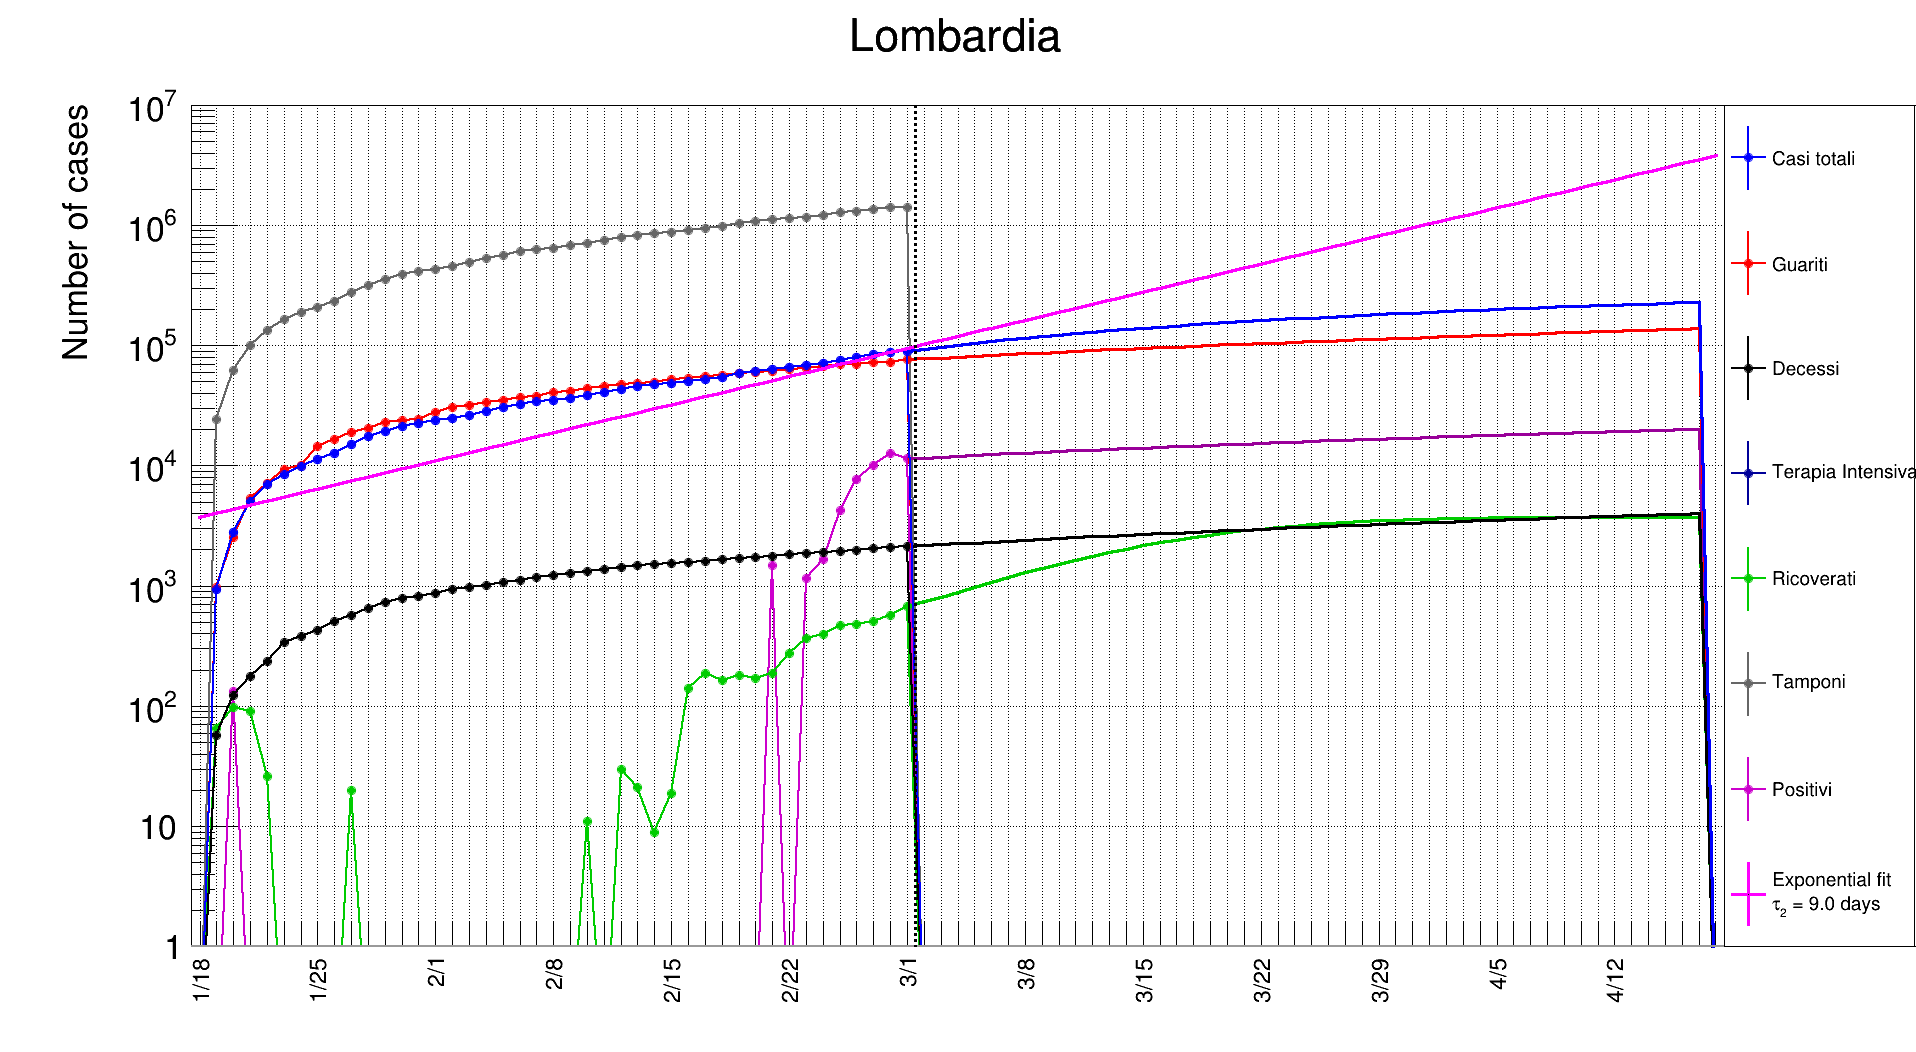 Lombardia
Number of cases
10^7
10^6
10^5
10^4
10^3
10^2
10
1
1/18 1/25 2/1 2/8 2/15 2/22 3/1 3/8 3/15 3/22 3/29 4/5 4/12
Casi totali
Guariti
Decessi
Terapia Intensiva
Ricoverati
Tamponi
Positivi
Exponential fit
τ₂ = 9.0 days